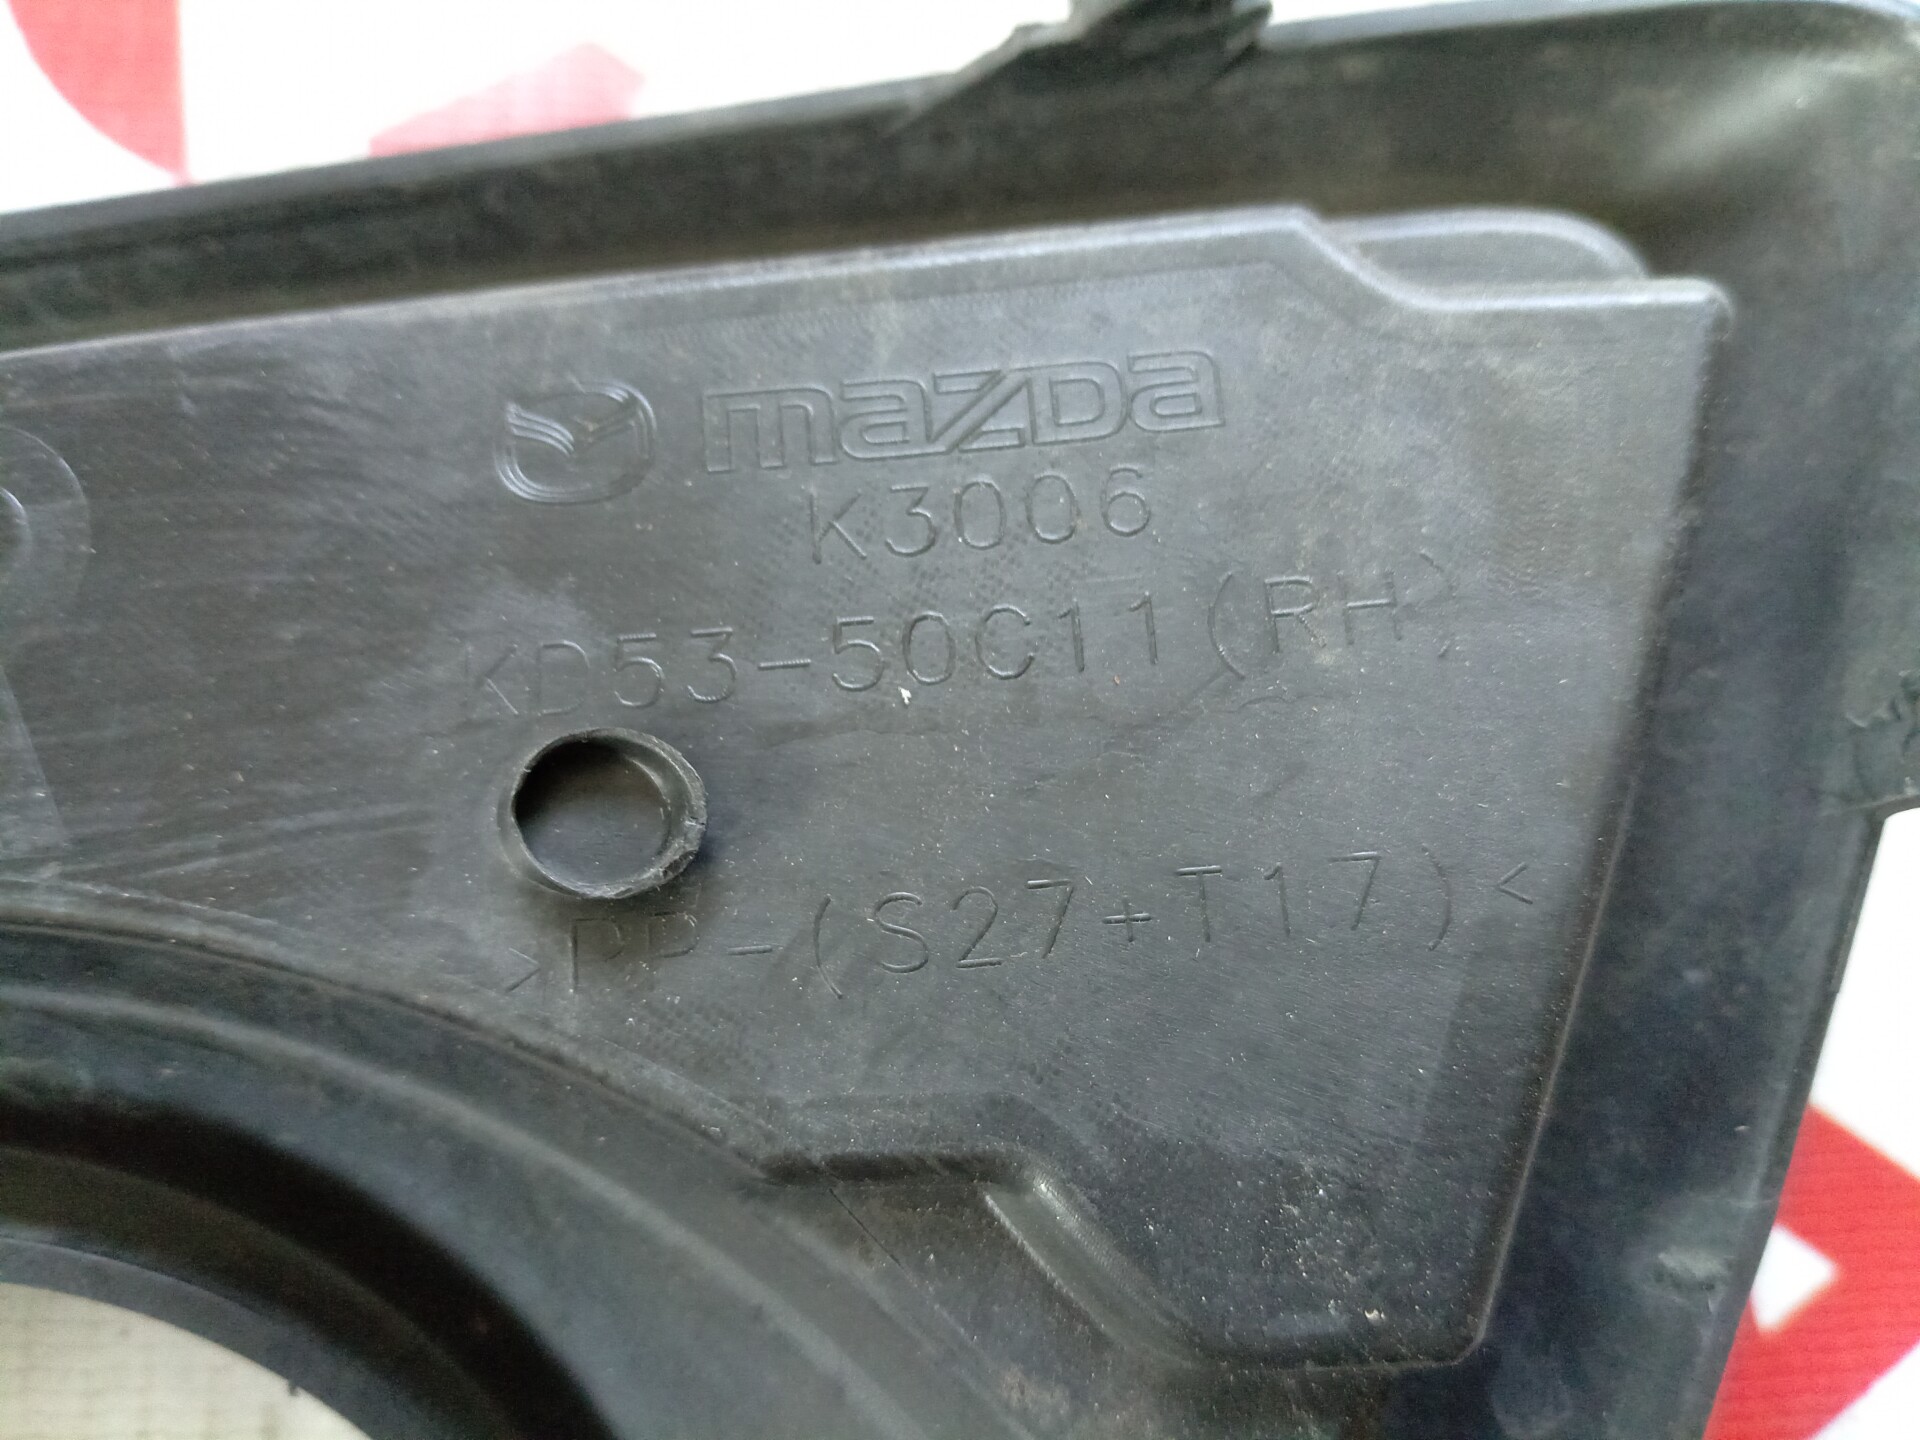 mazda
K3006
KD53-50C11(RH)
>PP-(S27+T17)<